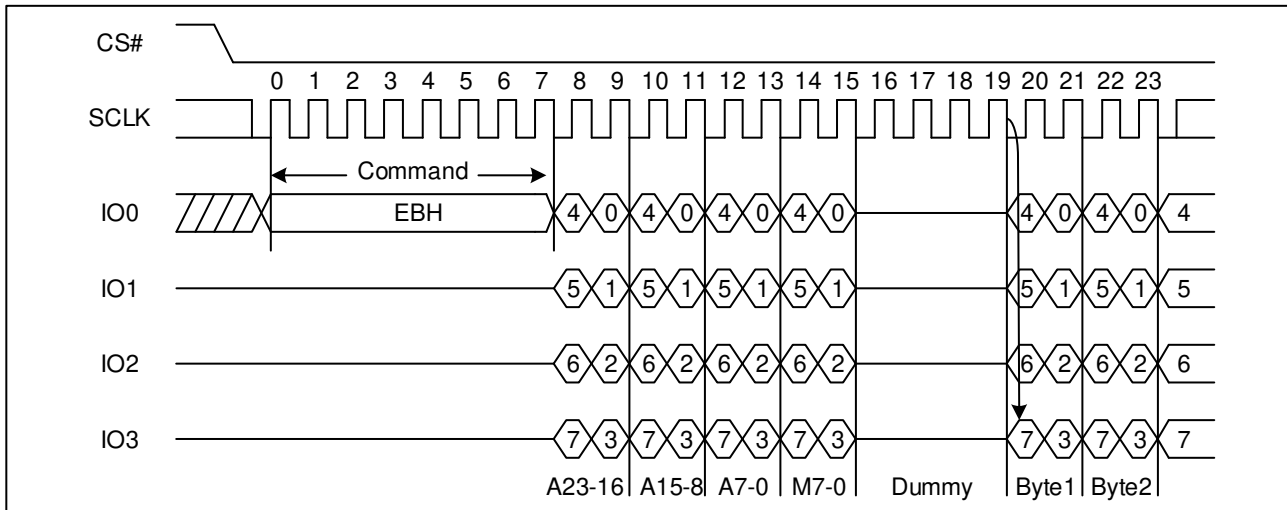 CS#
0 1 2 3 4 5 6 7 8 9 10 11 12 13 14 15 16 17 18 19 20 21 22 23
SCLK
Command
IO0 EBH 4 0 4 0 4 0 4 0 4 0 4 0 4
IO1 5 1 5 1 5 1 5 1 5 1 5 1 5
IO2 6 2 6 2 6 2 6 2 6 2 6 2 6
IO3 7 3 7 3 7 3 7 3 7 3 7 3 7
A23-16 A15-8 A7-0 M7-0 Dummy Byte1 Byte2